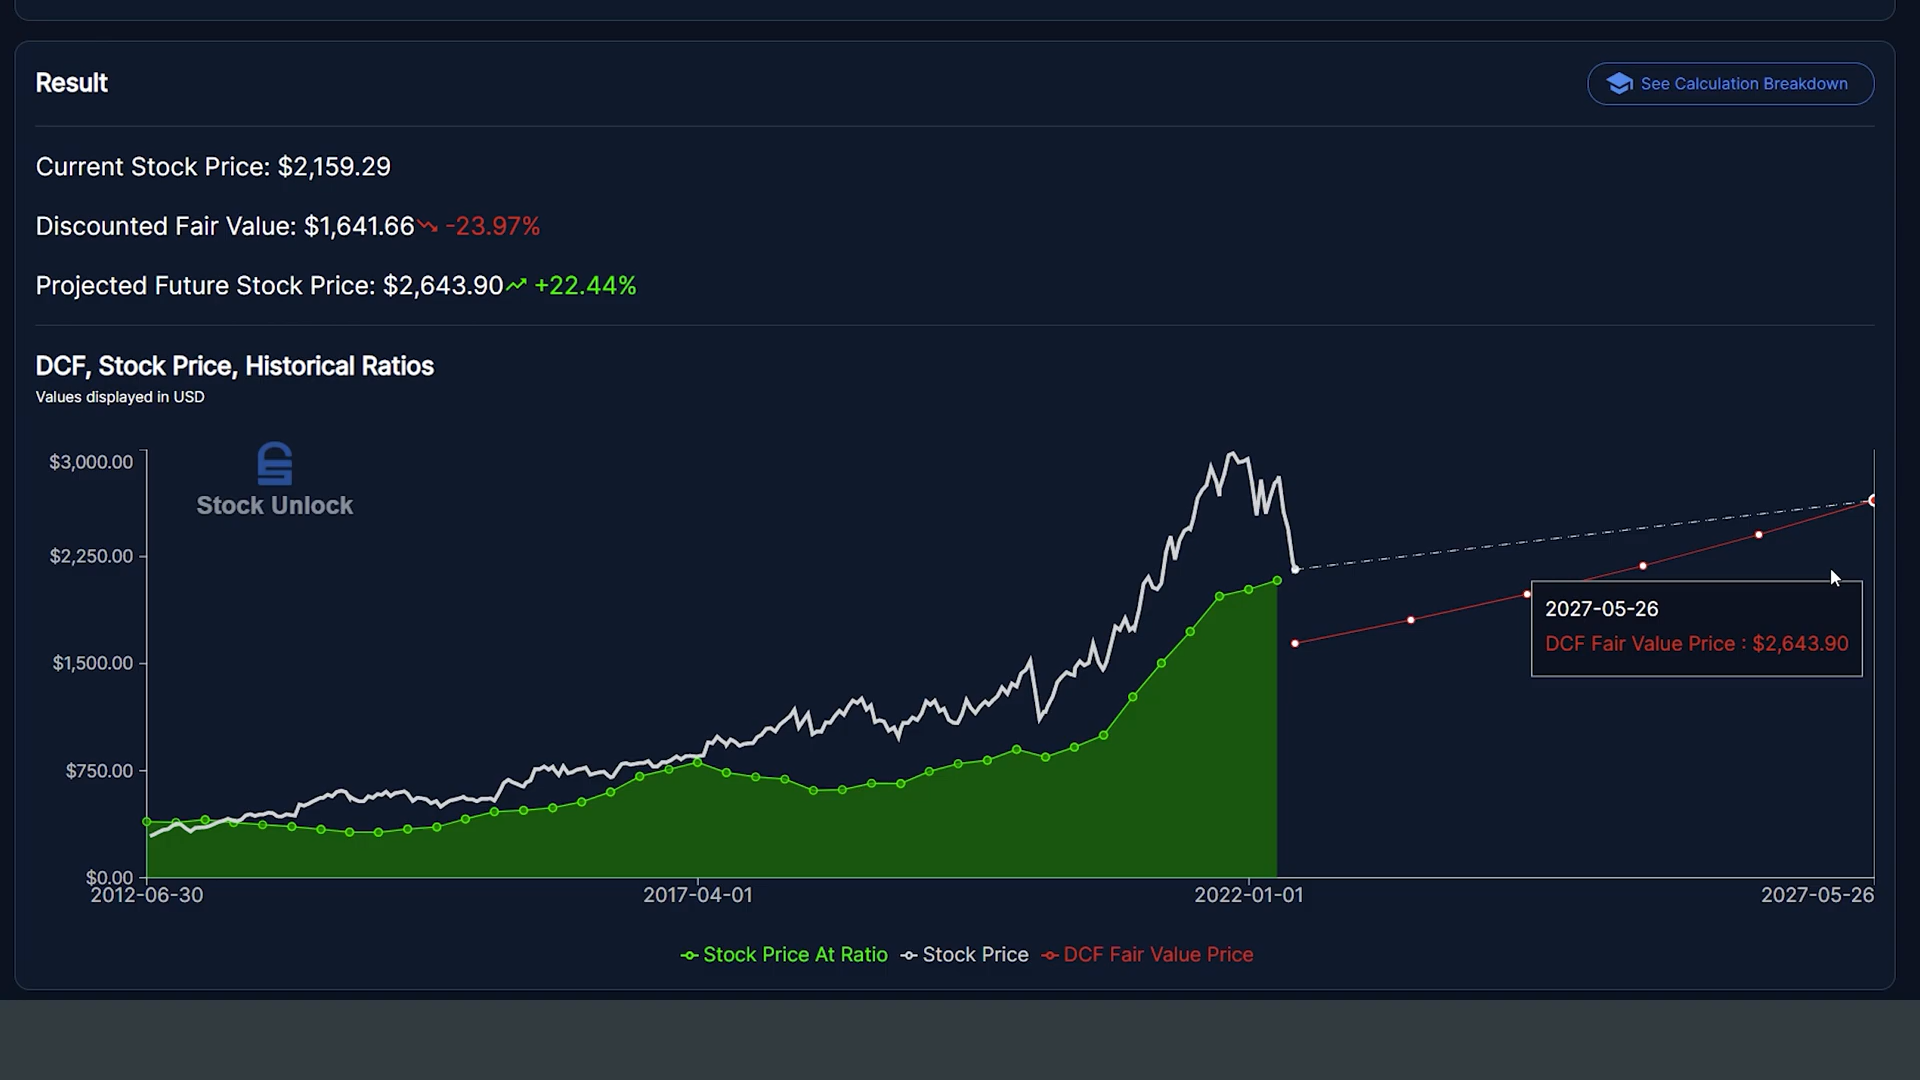 Result
See Calculation Breakdown
Current Stock Price: $2,159.29
Discounted Fair Value: $1,641.66 -23.97%
Projected Future Stock Price: $2,643.90 +22.44%
DCF, Stock Price, Historical Ratios
Values displayed in USD
Stock Unlock
$3,000.00
$2,250.00
$1,500.00
$750.00
$0.00
2027-05-26
DCF Fair Value Price : $2,643.90
2012-06-30
2017-04-01
2022-01-01
2027-05-26
Stock Price At Ratio
Stock Price
DCF Fair Value Price